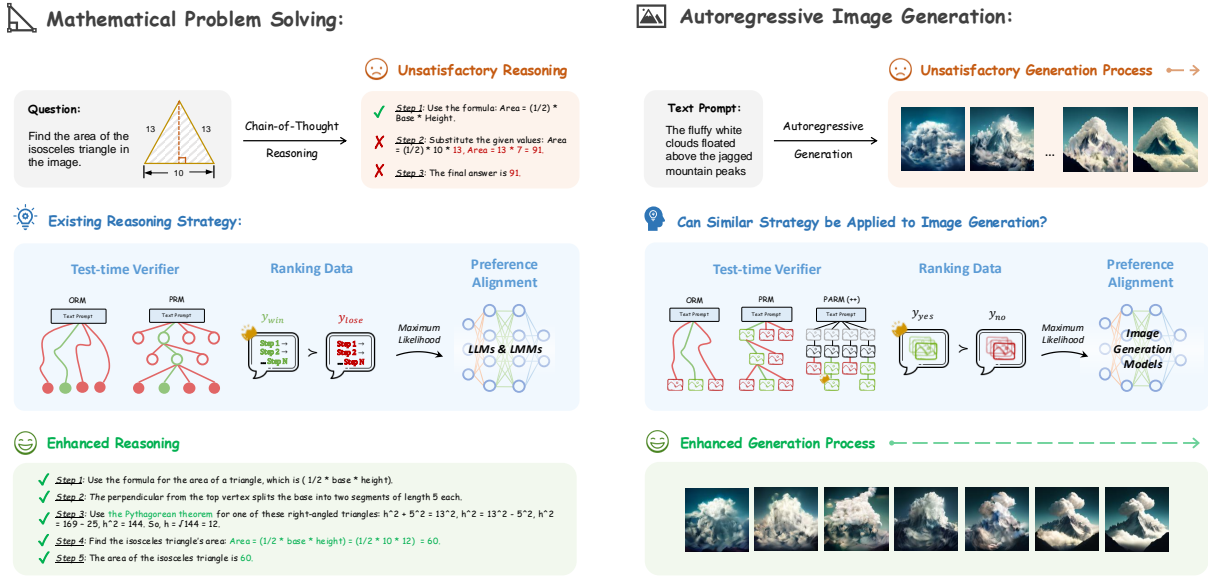 Mathematical Problem Solving:
Unsatisfactory Reasoning
Question:
Find the area of the
isosceles triangle in
the image.
13
13
10
Chain-of-Thought
Reasoning
Step 1: Use the formula: Area = (1/2) *
Base * Height.
Step 2: Substitute the given values: Area
= (1/2) * 10 * 13, Area = 13 * 7 = 91.
Step 3: The final answer is 91.
Existing Reasoning Strategy:
Test-time Verifier
Ranking Data
Preference
Alignment
ORM
Text Prompt
PRM
Text Prompt
y_win
Step 1 →
Step 2 →
... Step N
≻
y_lose
Step 1 →
Step 2 →
... Step N
Maximum
Likelihood
LLMs & LMMs
Enhanced Reasoning
Step 1: Use the formula for the area of a triangle, which is ( 1/2 * base * height).
Step 2: The perpendicular from the top vertex splits the base into two segments of length 5 each.
Step 3: Use the Pythagorean theorem for one of these right-angled triangles: h^2 + 5^2 = 13^2, h^2 = 13^2 - 5^2, h^2
= 169 - 25, h^2 = 144. So, h = √144 = 12.
Step 4: Find the isosceles triangle's area: Area = (1/2 * base * height) = (1/2 * 10 * 12) = 60.
Step 5: The area of the isosceles triangle is 60.
Autoregressive Image Generation:
Unsatisfactory Generation Process
Text Prompt:
The fluffy white
clouds floated
above the jagged
mountain peaks
Autoregressive
Generation
...
Can Similar Strategy be Applied to Image Generation?
Test-time Verifier
Ranking Data
Preference
Alignment
ORM
Text Prompt
PRM
Text Prompt
PARM (++)
Text Prompt
y_yes
≻
y_no
Maximum
Likelihood
Image
Generation
Models
Enhanced Generation Process